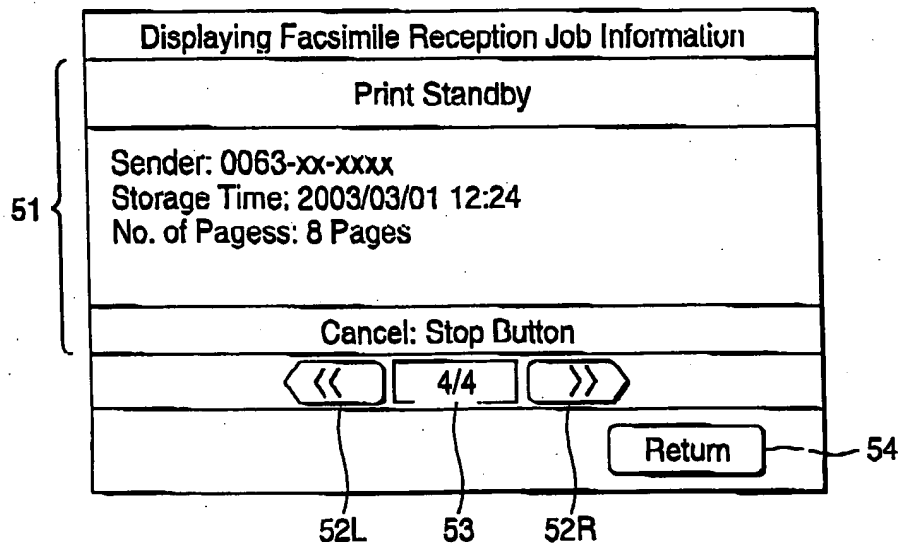 Displaying Facsimile Reception Job Information
Print Standby
51
Sender: 0063-xx-xxxx
Storage Time; 2003/03/01 12:24
No. of Pagess: 8 Pages
Cancel: Stop Button
<< 4/4 >>
Return
54
52L 53 52R